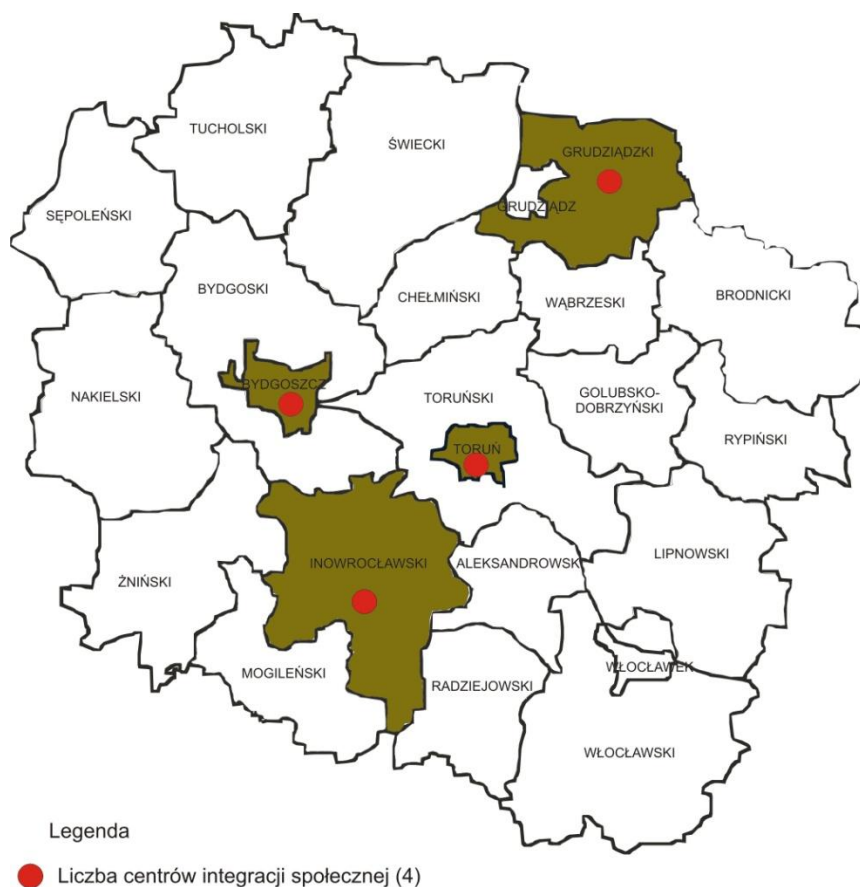 TUCHOLSKI
ŚWIECKI
GRUDZIĄDZKI
SĘPOLEŃSKI
GRUDZIĄDZ
BYDGOSKI
CHEŁMIŃSKI
WĄBRZESKI
BRODNICKI
NAKIELSKI
BYDGOSZCZ
TORUŃSKI
GOLUBSKO-
DOBRZYŃSKI
RYPIŃSKI
TORUŃ
INOWROCŁAWSKI
ALEKSANDROWSK
LIPNOWSKI
ŻNIŃSKI
MOGILEŃSKI
RADZIEJOWSKI
WŁOCŁAWEK
WŁOCŁAWSKI
Legenda
Liczba centrów integracji społecznej (4)